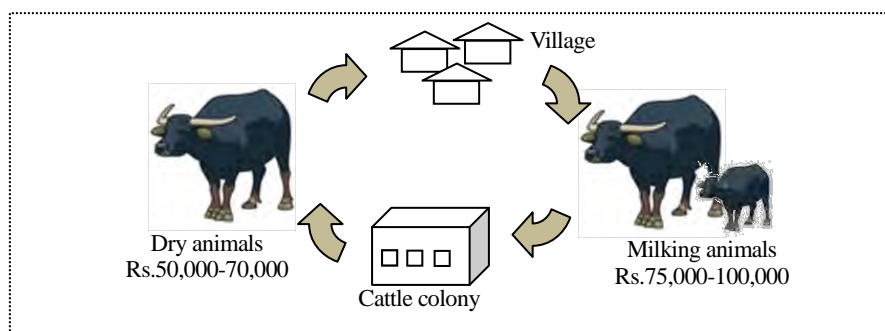 Village
Dry animals
Rs.50,000-70,000
Cattle colony
Milking animals
Rs.75,000-100,000